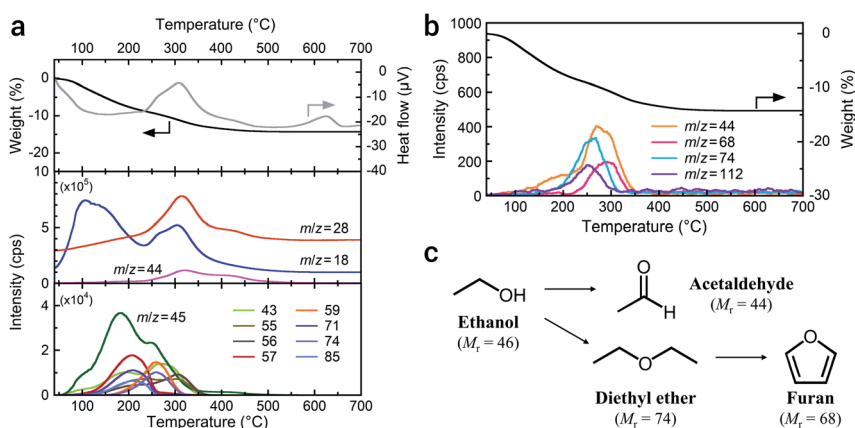 a
Temperature (°C)
100 200 300 400 500 600 700
0
-10
-20
Weight (%)
0
-10
-20
-30
-40
Heat flow (µV)
10
(x10⁵)
5
0
Intensity (cps)
m/z=28
m/z=18
m/z=44
4
(x10⁴)
2
0
m/z=45
43 59
55 71
56 74
57 85
100 200 300 400 500 600 700
Temperature (°C)
b
1000
800
600
400
200
0
Intensity (cps)
0
-10
-20
-30
Weight (%)
m/z=44
m/z=68
m/z=74
m/z=112
100 200 300 400 500 600 700
Temperature (°C)
c
OH
Ethanol
(Mr = 46)
O
H
Acetaldehyde
(Mr = 44)
O
Diethyl ether
(Mr = 74)
O
Furan
(Mr = 68)